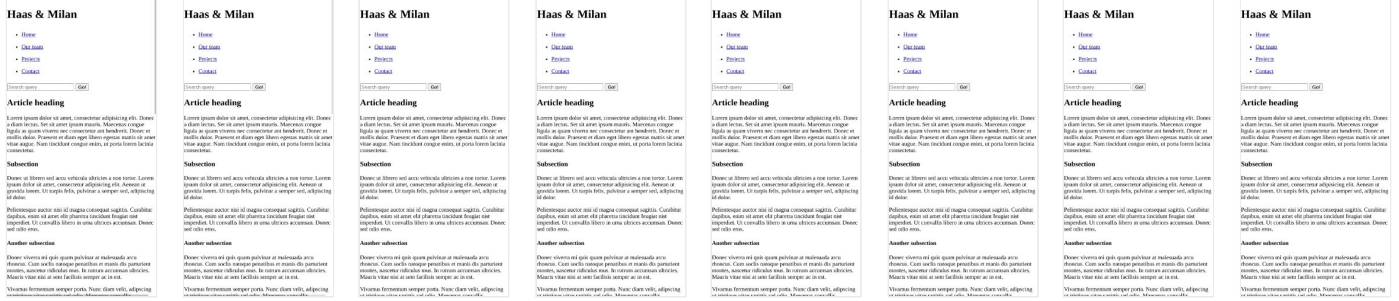 Haas & Milan
Home
Our team
Projects
Contact
Search query Go!
Article heading
Lorem ipsum dolor sit amet, consectetur adipisicing elit. Donec
a diam lectus. Sed sit amet ipsum mauris. Maecenas congue
ligula ac quam viverra nec consectetur ant hendrerit. Donec et
mollis dolor. Praesent et diam eget libero egestas mattis sit amet
vitae augue. Nam tincidunt congue enim, ut porta lorem lacinia
consectetur.
Subsection
Donec ut librero sed accu vehicula ultricies a non tortor. Lorem
ipsum dolor sit amet, consectetur adipisicing elit. Aenean ut
gravida lorem. Ut turpis felis, pulvinar a semper sed, adipiscing
id dolor.
Pelientesque auctor nisi id magna consequat sagittis. Curabitur
dapibus, enim sit amet elit pharetra tincidunt feugiat nist
imperdiet. Ut convallis libero in urna ultrices accumsan. Donec
sed odio eros.
Another subsection
Donec viverra mi quis quam pulvinar at malesuada arcu
rhoncus. Cum soclis natoque penatibus et manis dis parturient
montes, nascetur ridiculus mus. In rutrum accumsan ultricies.
Mauris vitae nisi at sem facilisis semper ac in est.
Vivamus fermentum semper porta. Nunc diam velit, adipscing